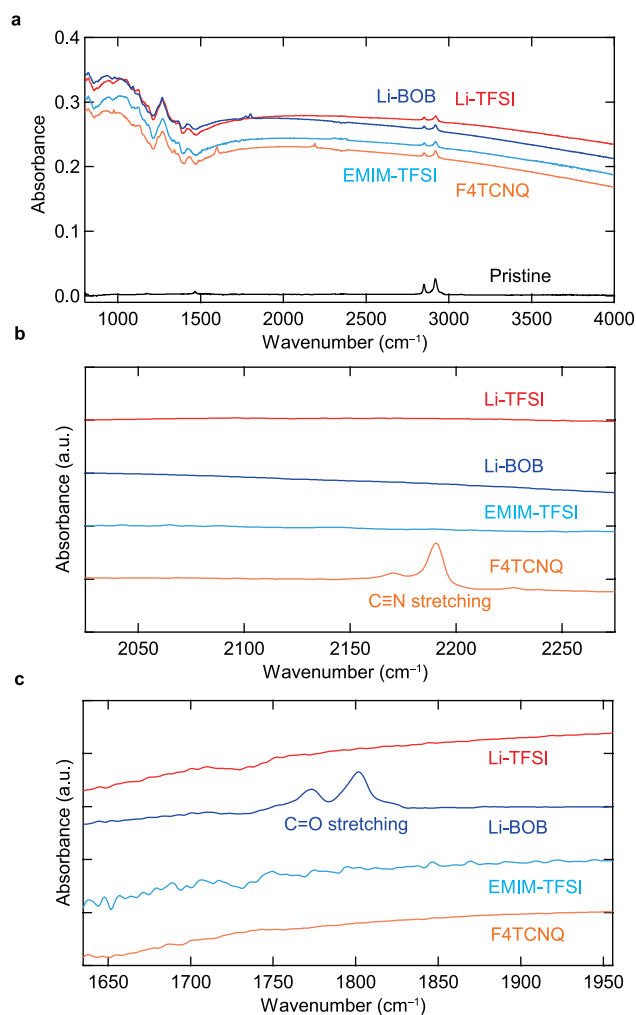 a
0.4
0.3
0.2
0.1
0.0
Absorbance
Li-BOB
Li-TFSI
EMIM-TFSI
F4TCNQ
Pristine
1000 1500 2000 2500 3000 3500 4000
Wavenumber (cm⁻¹)
b
Absorbance (a.u.)
Li-TFSI
Li-BOB
EMIM-TFSI
F4TCNQ
C≡N stretching
2050 2100 2150 2200 2250
Wavenumber (cm⁻¹)
c
Absorbance (a.u.)
Li-TFSI
C=O stretching
Li-BOB
EMIM-TFSI
F4TCNQ
1650 1700 1750 1800 1850 1900 1950
Wavenumber (cm⁻¹)